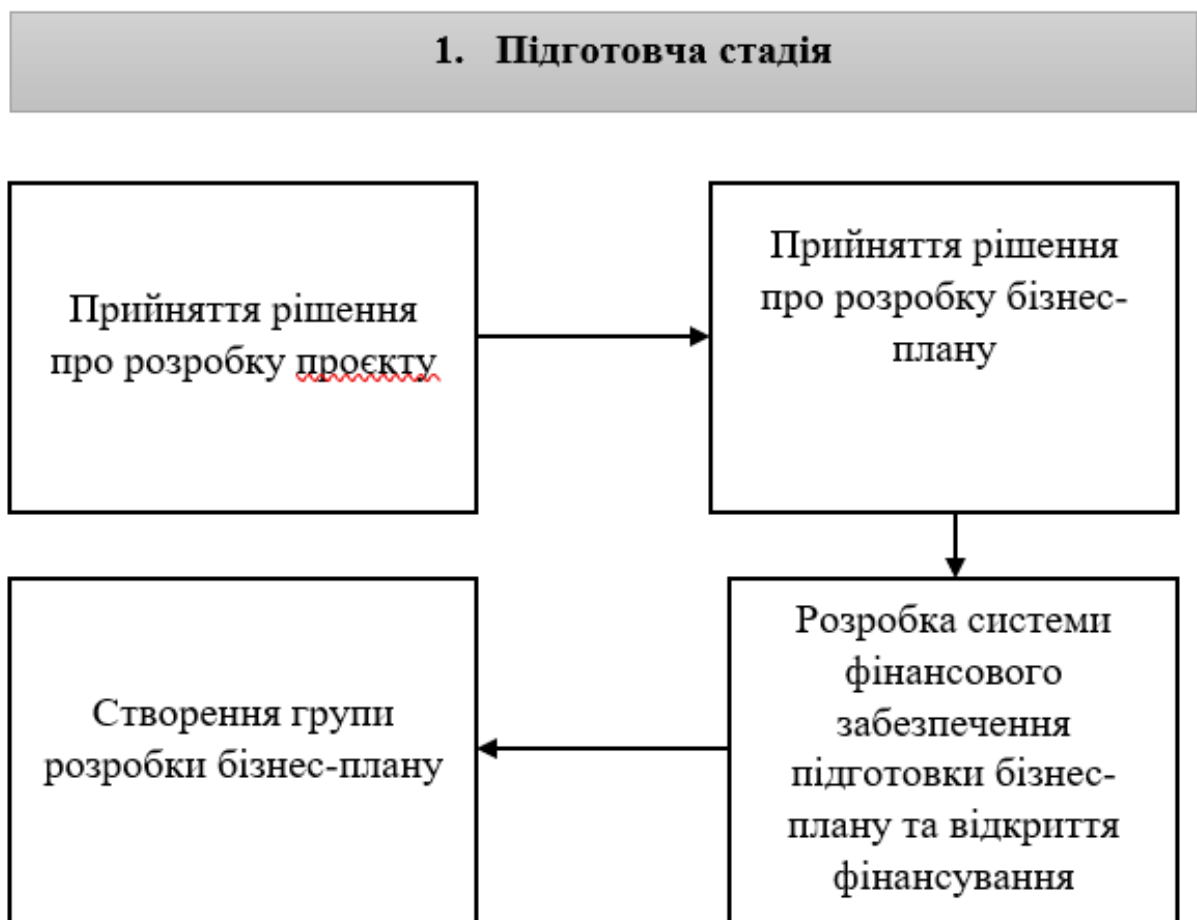 1. Підготовча стадія
Прийняття рішення
про розробку проєкту
Прийняття рішення
про розробку бізнес-
плану
Розробка системи
фінансового
забезпечення
підготовки бізнес-
плану та відкриття
фінансування
Створення групи
розробки бізнес-плану